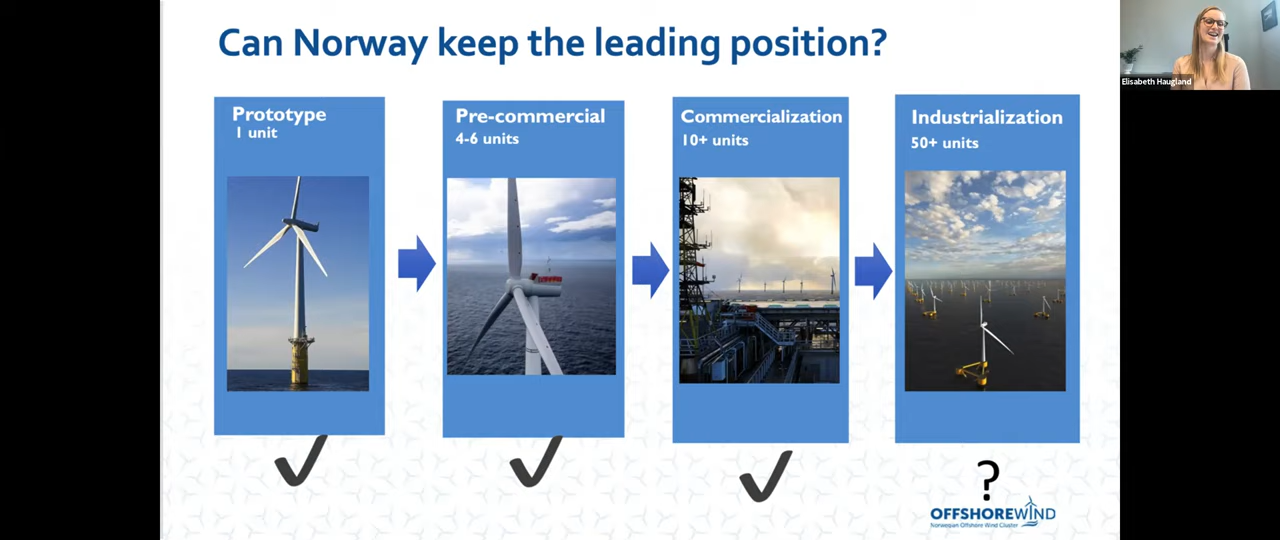 Can Norway keep the leading position?
Elisabeth Haugland
Prototype
1 unit
Pre-commercial
4-6 units
Commercialization
10+ units
Industrialization
50+ units
?
OFFSHOREWIND
Norwegian Offshore Wind Cluster